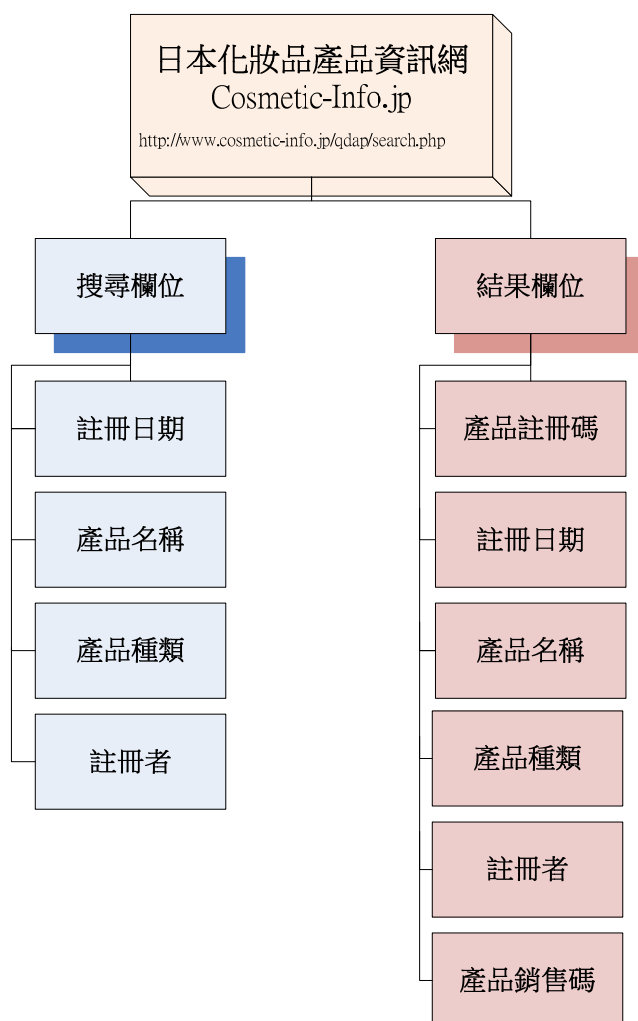 日本化妝品產品資訊網
Cosmetic-Info.jp
http://www.cosmetic-info.jp/qdap/search.php
搜尋欄位
註冊日期
產品名稱
產品種類
註冊者
結果欄位
產品註冊碼
註冊日期
產品名稱
產品種類
註冊者
產品銷售碼